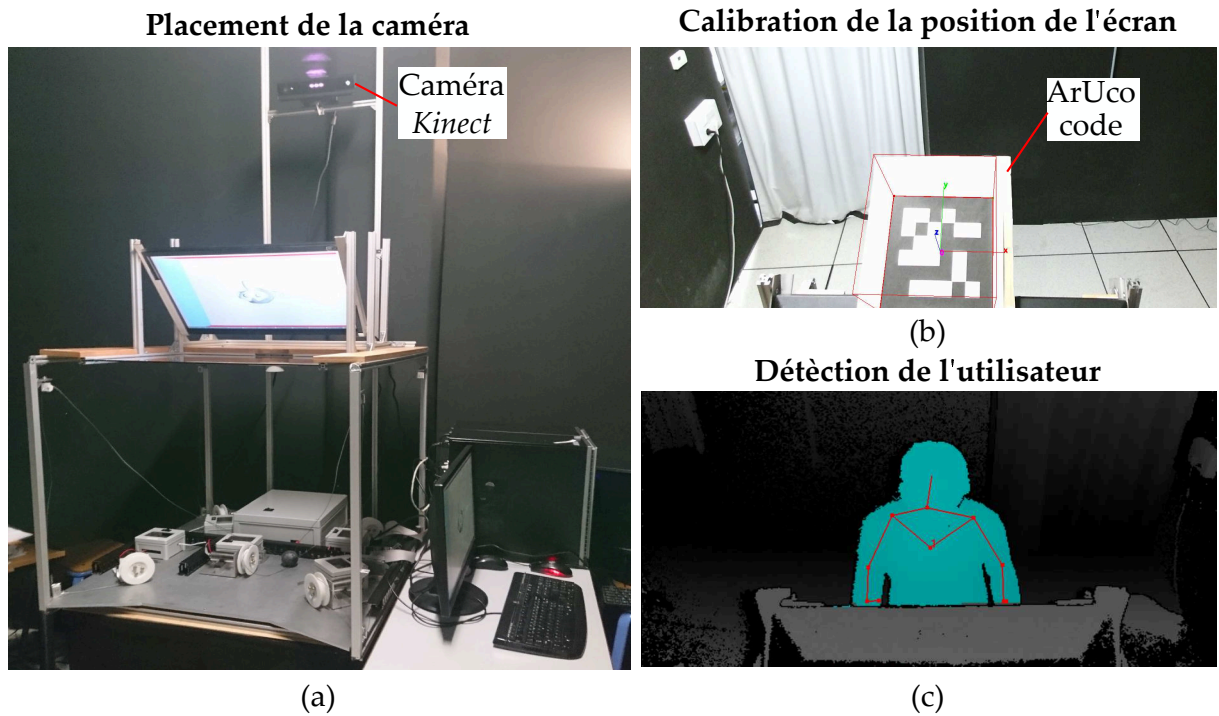 Placement de la caméra
Caméra
Kinect
(a)
Calibration de la position de l'écran
ArUco
code
y
z
x
(b)
Détèction de l'utilisateur
(c)